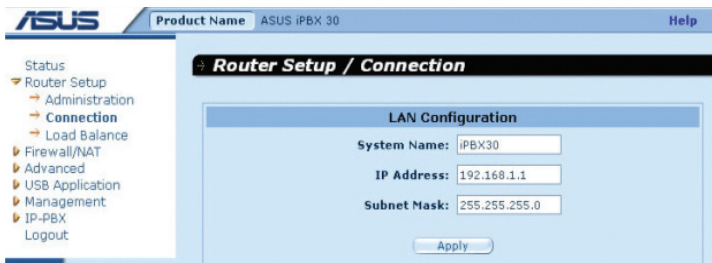 ASUS Product Name ASUS iPBX 30 Help
Status
Router Setup
Administration
Connection
Load Balance
Firewall/NAT
Advanced
USB Application
Management
IP-PBX
Logout
Router Setup / Connection
LAN Configuration
System Name: iPBX30
IP Address: 192.168.1.1
Subnet Mask: 255.255.255.0
Apply